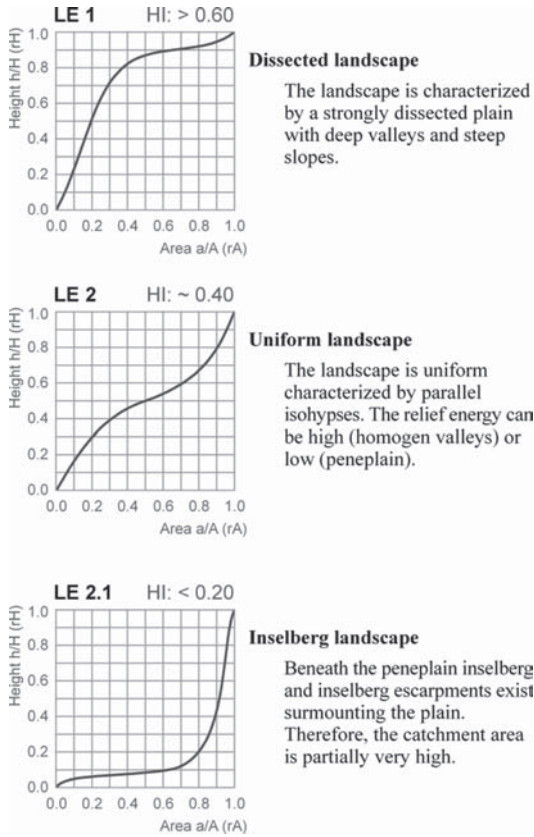 LE 1 HI: > 0.60
Height h/H (rH)
1.0
0.8
0.6
0.4
0.2
0.0
0.0 0.2 0.4 0.6 0.8 1.0
Area a/A (rA)
Dissected landscape
The landscape is characterized
by a strongly dissected plain
with deep valleys and steep
slopes.
LE 2 HI: ~ 0.40
Height h/H (rH)
1.0
0.8
0.6
0.4
0.2
0.0
0.0 0.2 0.4 0.6 0.8 1.0
Area a/A (rA)
Uniform landscape
The landscape is uniform
characterized by parallel
isohypses. The relief energy can
be high (homogen valleys) or
low (peneplain).
LE 2.1 HI: < 0.20
Height h/H (rH)
1.0
0.8
0.6
0.4
0.2
0.0
0.0 0.2 0.4 0.6 0.8 1.0
Area a/A (rA)
Inselberg landscape
Beneath the peneplain inselberg
and inselberg escarpments exist
surmounting the plain.
Therefore, the catchment area
is partially very high.